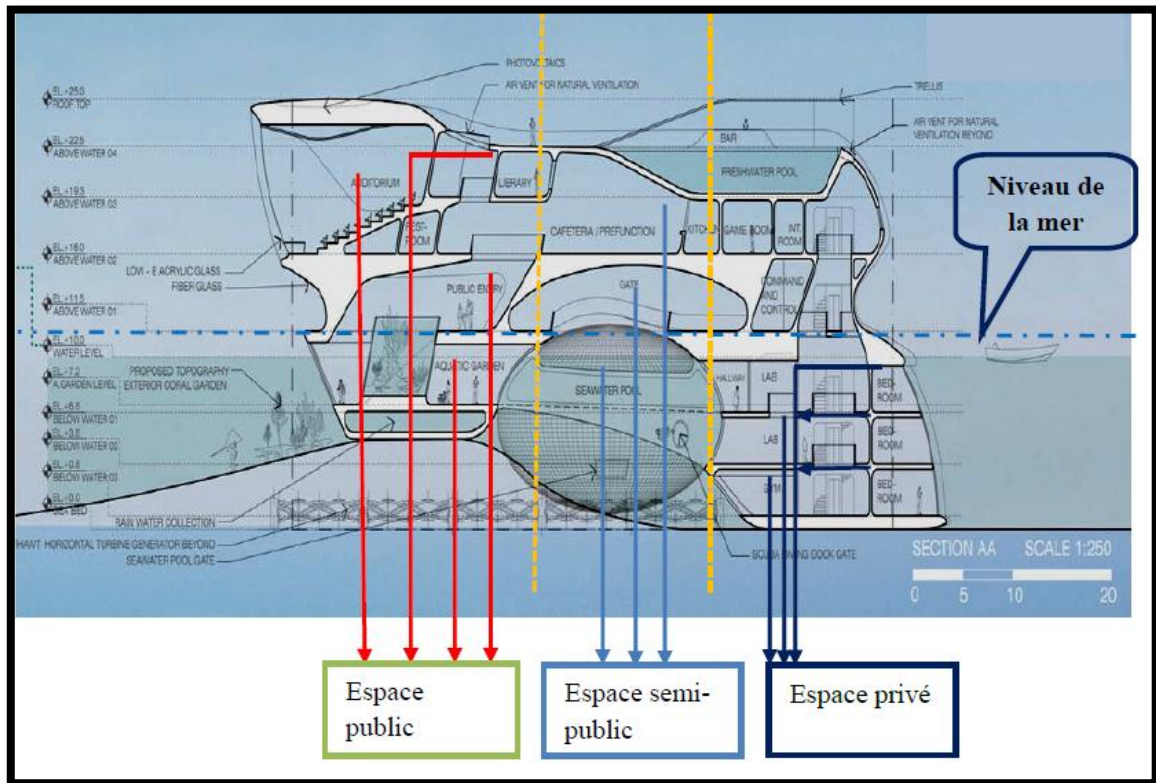 PHOTOVOLTAICS
AIR VENT FOR NATURAL VENTILATION
TRELLIS
EL.+25.0
ROOF TOP
AIR VENT FOR NATURAL
VENTILATION BEYOND
BAR
EL.+22.5
ABOVE WATER 04
FRESHWATER POOL
AUDITORIUM
LIBRARY
Niveau de
la mer
EL.+19.3
ABOVE WATER 03
REST-
ROOM
CAFETERIA / PREFUNCTION
KITCHEN
GAME ROOM
INT.
ROOM
EL.+16.0
ABOVE WATER 02
LOW - E ACRYLIC GLASS
FIBER GLASS
PUBLIC ENTRY
GATE
COMMAND
AND
CONTROL
EL.+11.5
ABOVE WATER 01
EL.+10.0
WATER LEVEL
PROPOSED TOPOGRAPHY
EXTERIOR CORAL GARDEN
AQUATIC GARDEN
SEAWATER POOL
HALLWAY
LAB
BED-
ROOM
EL.+7.2
A.GARDEN LEVEL
EL.+6.6
BELOW WATER 01
LAB
BED-
ROOM
EL.+3.8
BELOW WATER 02
EL.+0.8
BELOW WATER 03
GYM
BED-
ROOM
EL.+0.0
SEA BED
RAIN WATER COLLECTION
HAWT HORIZONTAL TURBINE GENERATOR BEYOND
SEAWATER POOL GATE
SCUBA DIVING DOCK GATE
SECTION AA SCALE 1:250
0 5 10 20
Espace
public
Espace semi-
public
Espace privé